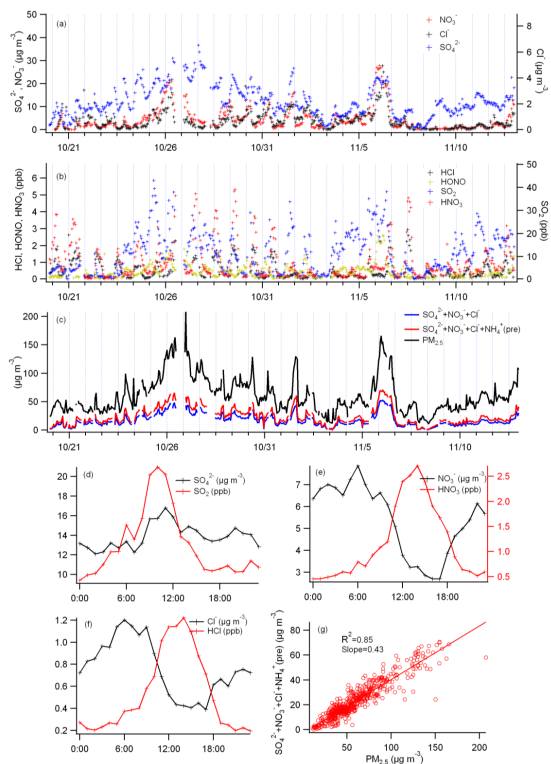 (a)
NO₃⁻
Cl⁻
SO₄²⁻
SO₄²⁻, NO₃⁻ (µg m⁻³)
50
40
30
20
10
0
8
6
4
2
0
Cl⁻ (µg m⁻³)
10/21 10/26 10/31 11/5 11/10
(b)
HCl
HONO
SO₂
HNO₃
HCl, HONO, HNO₃ (ppb)
6
5
4
3
2
1
0
50
40
30
20
10
0
SO₂ (ppb)
10/21 10/26 10/31 11/5 11/10
(c)
SO₄²⁻+NO₃⁻+Cl⁻
SO₄²⁻+NO₃⁻+Cl⁻+NH₄⁺(pre)
PM₂.₅
(µg m⁻³)
200
150
100
50
0
10/21 10/26 10/31 11/5 11/10
(d)
SO₄²⁻ (µg m⁻³)
SO₂ (ppb)
20
18
16
14
12
10
0:00 6:00 12:00 18:00
(e)
NO₃⁻ (µg m⁻³)
HNO₃ (ppb)
7
6
5
4
3
2.5
2.0
1.5
1.0
0.5
0:00 6:00 12:00 18:00
(f)
Cl⁻ (µg m⁻³)
HCl (ppb)
1.2
1.0
0.8
0.6
0.4
0.2
0:00 6:00 12:00 18:00
(g)
R²=0.85
Slope=0.43
SO₄²⁻+NO₃⁻+Cl⁻+NH₄⁺(pre) (µg m⁻³)
80
60
40
20
0
50 100 150 200
PM₂.₅ (µg m⁻³)